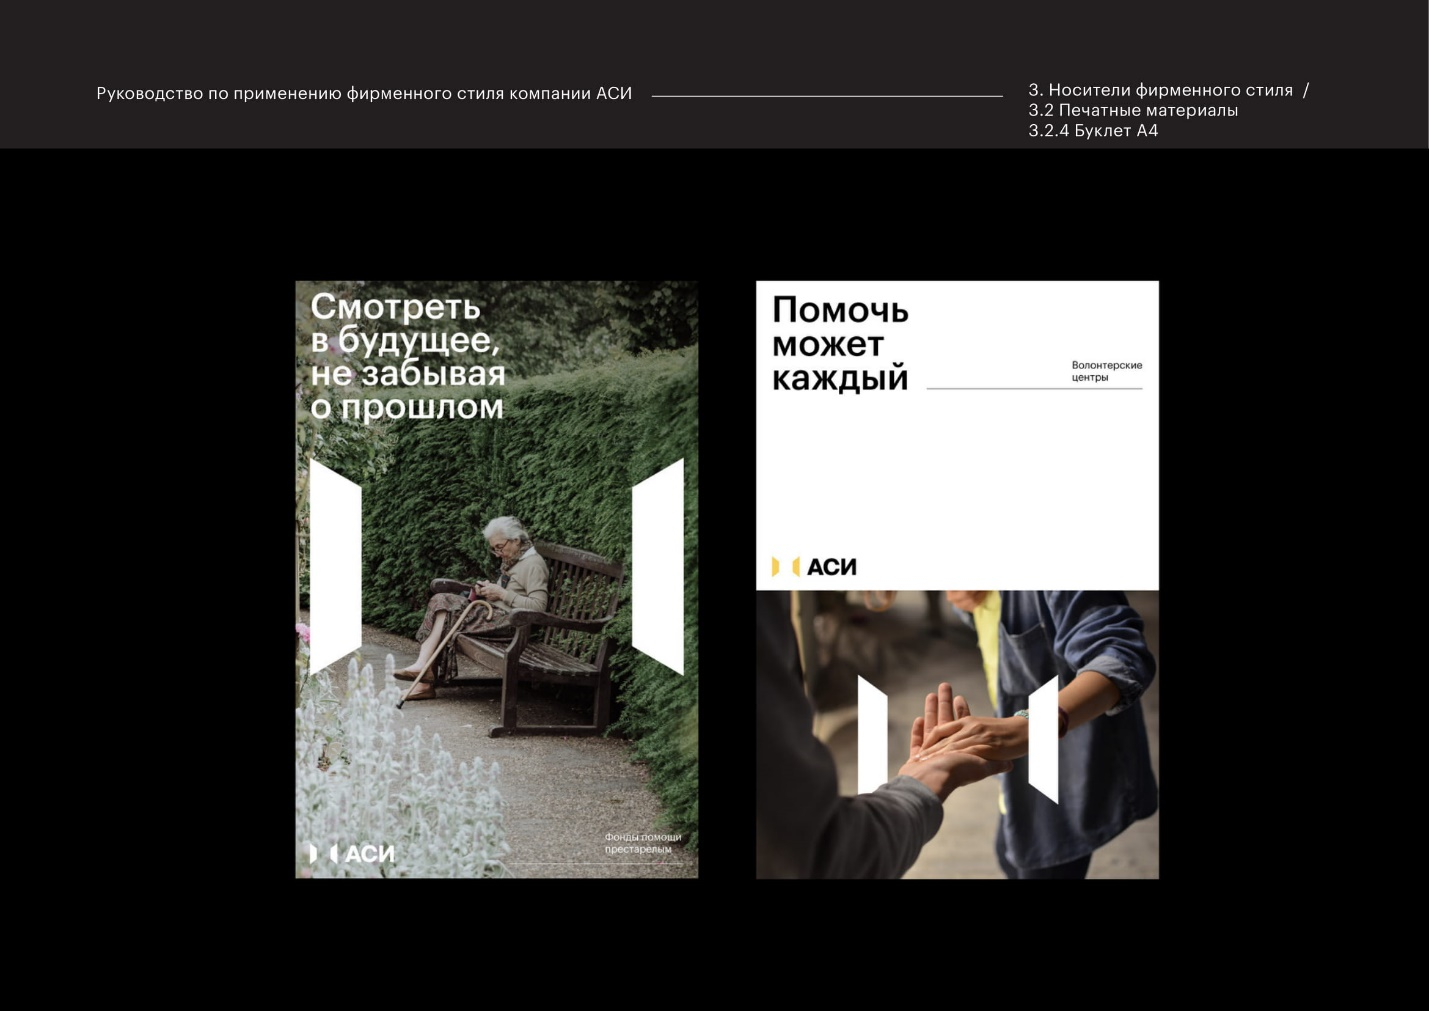 Руководство по применению фирменного стиля компании АСИ
3. Носители фирменного стиля /
3.2 Печатные материалы
3.2.4 Буклет А4
Смотреть
в будущее,
не забывая
о прошлом
АСИ
Фонды помощи
престарелым
Помочь
может
каждый
Волонтерские
центры
АСИ